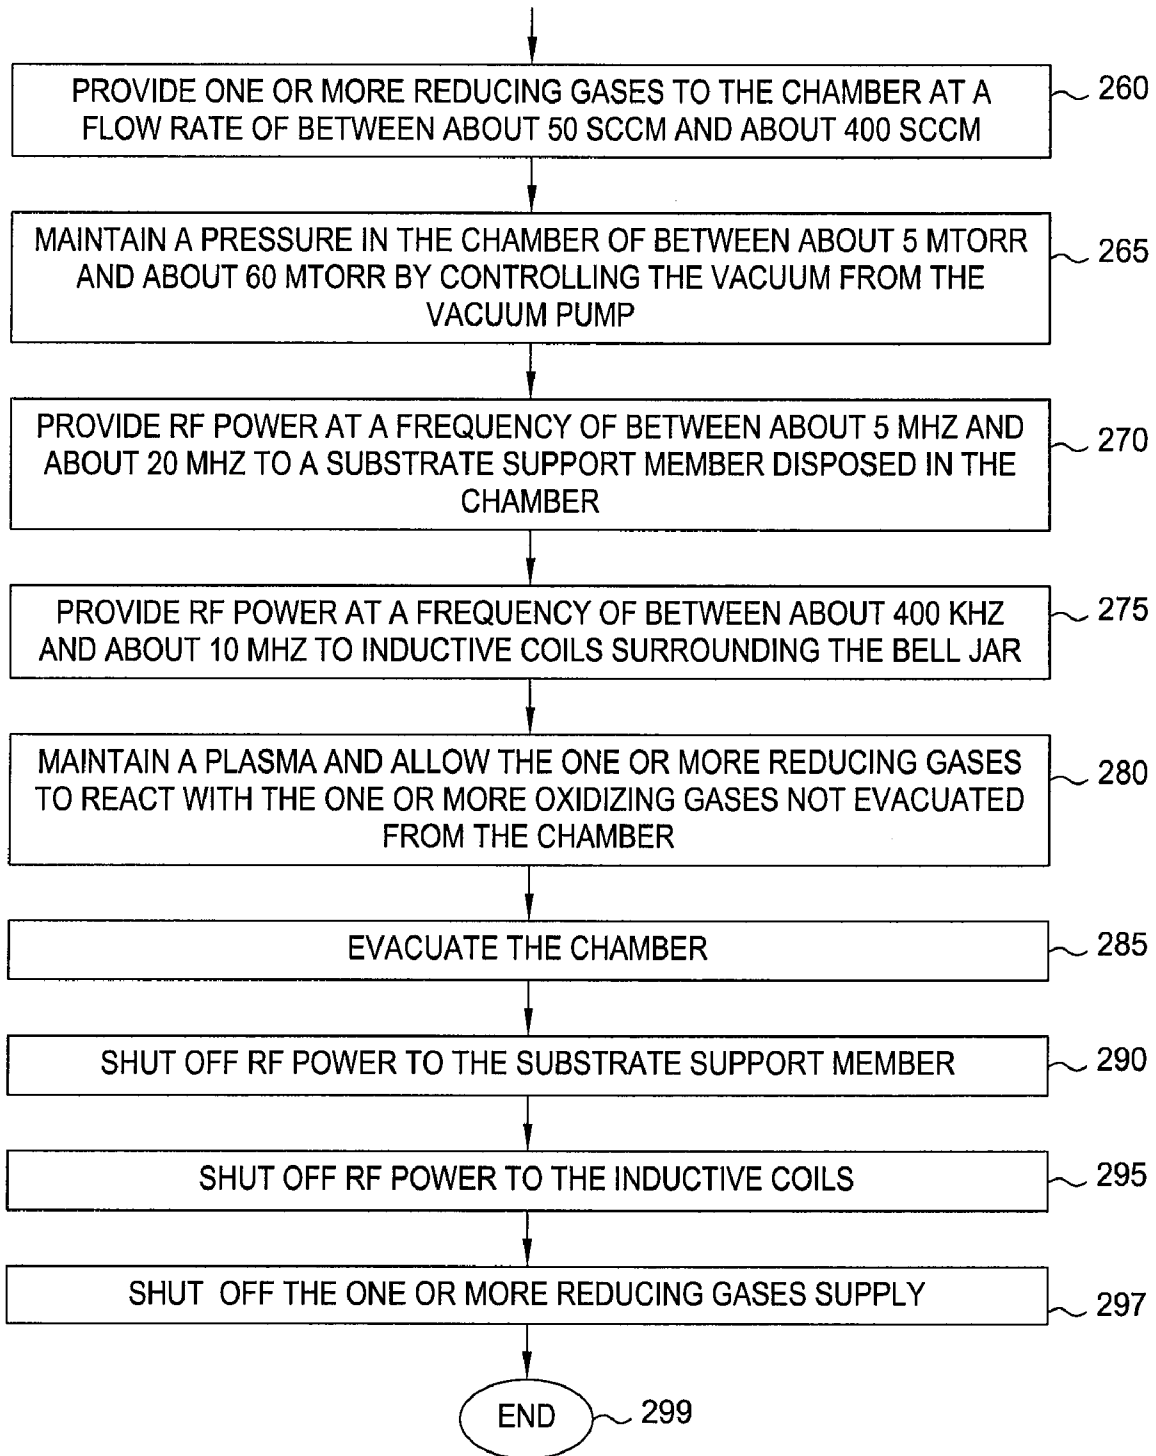 PROVIDE ONE OR MORE REDUCING GASES TO THE CHAMBER AT A
FLOW RATE OF BETWEEN ABOUT 50 SCCM AND ABOUT 400 SCCM
260
MAINTAIN A PRESSURE IN THE CHAMBER OF BETWEEN ABOUT 5 MTORR
AND ABOUT 60 MTORR BY CONTROLLING THE VACUUM FROM THE
VACUUM PUMP
265
PROVIDE RF POWER AT A FREQUENCY OF BETWEEN ABOUT 5 MHZ AND
ABOUT 20 MHZ TO A SUBSTRATE SUPPORT MEMBER DISPOSED IN THE
CHAMBER
270
PROVIDE RF POWER AT A FREQUENCY OF BETWEEN ABOUT 400 KHZ
AND ABOUT 10 MHZ TO INDUCTIVE COILS SURROUNDING THE BELL JAR
275
MAINTAIN A PLASMA AND ALLOW THE ONE OR MORE REDUCING GASES
TO REACT WITH THE ONE OR MORE OXIDIZING GASES NOT EVACUATED
FROM THE CHAMBER
280
EVACUATE THE CHAMBER
285
SHUT OFF RF POWER TO THE SUBSTRATE SUPPORT MEMBER
290
SHUT OFF RF POWER TO THE INDUCTIVE COILS
295
SHUT OFF THE ONE OR MORE REDUCING GASES SUPPLY
297
END
299